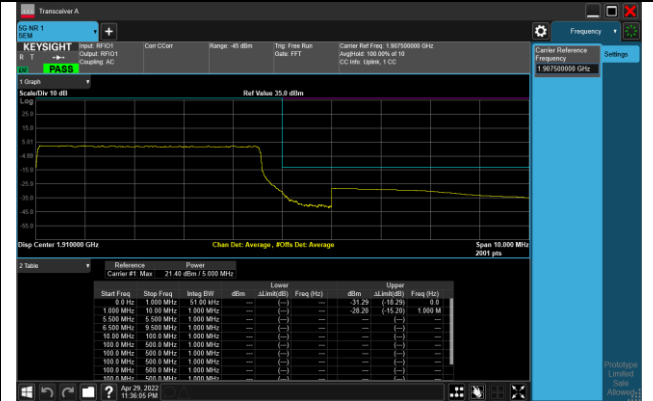 Transceiver A
5G NR 1
SEM
+
Frequency
KEYSIGHT
R T
PASS
Input: RFIO1
Output: RFIO1
Coupling: AC
Corr CCorr
Range: -45 dBm
Trig: Free Run
Gate: FFT
Carrier Ref Freq: 1.907500000 GHz
Avg|Hold: 100.00% of 10
CC Info: Uplink, 1 CC
Carrier Reference
Frequency
1.907500000 GHz
Settings
1 Graph
Scale/Div 10 dB
Ref Value 35.0 dBm
Log
25.0
15.0
5.01
-4.99
-15.0
-25.0
-35.0
-45.0
-55.0
Disp Center 1.910000 GHz
Chan Det: Average , #Offs Det: Average
Span 10.000 MHz
2001 pts
2 Table
Reference Power
Carrier #1 Max 21.40 dBm / 5.000 MHz
Lower Upper
Start Freq Stop Freq Integ BW dBm ΔLimit(dB) Freq (Hz) dBm ΔLimit(dB) Freq (Hz)
0.0 Hz 1.000 MHz 51.00 kHz --- (---) --- -31.29 (-18.29) 0.0
1.000 MHz 10.00 MHz 1.000 MHz --- (---) --- -28.20 (-15.20) 1.000 M
5.500 MHz 5.500 MHz 1.000 MHz --- (---) --- --- (---) ---
6.500 MHz 9.500 MHz 1.000 MHz --- (---) --- --- (---) ---
10.00 MHz 100.0 MHz 1.000 MHz --- (---) --- --- (---) ---
100.0 MHz 500.0 MHz 1.000 MHz --- (---) --- --- (---) ---
100.0 MHz 500.0 MHz 1.000 MHz --- (---) --- --- (---) ---
100.0 MHz 500.0 MHz 1.000 MHz --- (---) --- --- (---) ---
100.0 MHz 500.0 MHz 1.000 MHz --- (---) --- --- (---) ---
100.0 MHz 500.0 MHz 1.000 MHz --- (---) --- --- (---) ---
?
Apr 29, 2022
11:36:05 PM
Prototype
Limited
Sale
Allowed